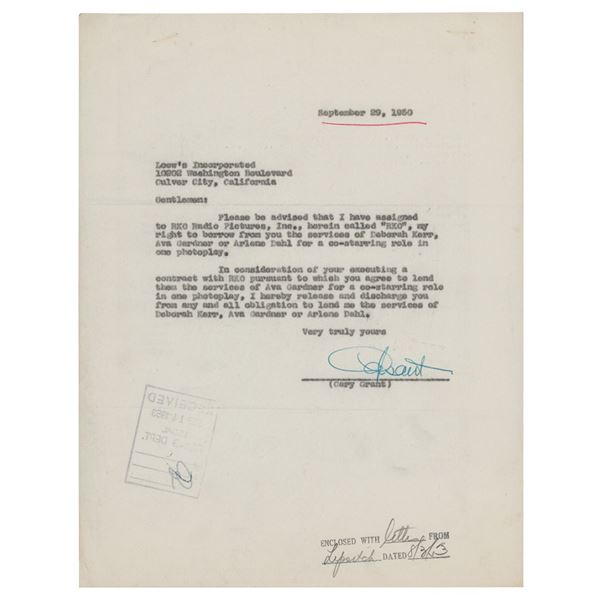 September 29, 1950
Loew's Incorporated
10202 Washington Boulevard
Culver City, California
Gentlemen:
Please be advised that I have assigned
to RKO Radio Pictures, Inc., herein called "RKO", my
right to borrow from you the services of Deborah Kerr,
Ava Gardner or Arlene Dahl for a co-starring role in
one photoplay.
In consideration of your executing a
contract with RKO pursuant to which you agree to lend
them the services of Ava Gardner for a co-starring role
in one photoplay, I hereby release and discharge you
from any and all obligation to lend me the services of
Deborah Kerr, Ava Gardner or Arlene Dahl.
Very truly yours
(Cary Grant)
RECEIVED
DEPT.
ENCLOSED WITH letter FROM
DATED